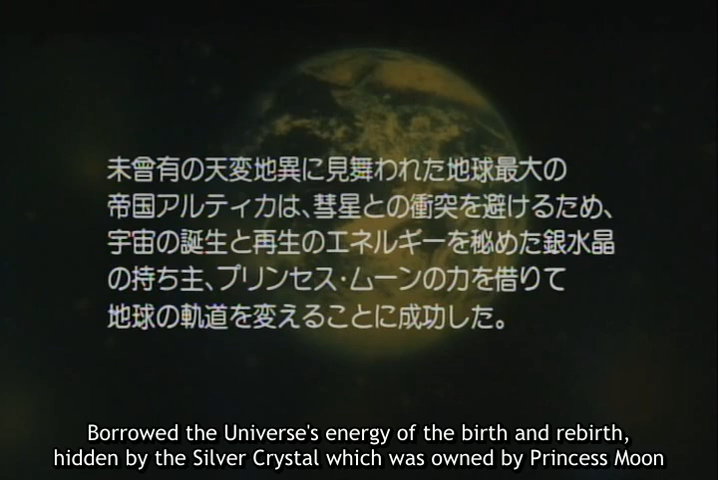 未曾有の天変地異に見舞われた地球最大の
帝国アルティカは、彗星との衝突を避けるため、
宇宙の誕生と再生のエネルギーを秘めた銀水晶
の持ち主、プリンセス・ムーンの力を借りて
地球の軌道を変えることに成功した。
Borrowed the Universe's energy of the birth and rebirth,
hidden by the Silver Crystal which was owned by Princess Moon